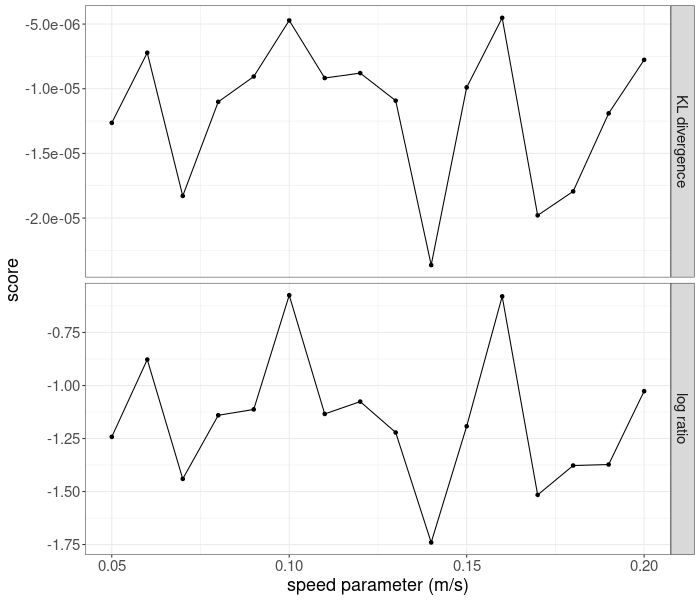 score
-5.0e-06
-1.0e-05
-1.5e-05
-2.0e-05
KL divergence
-0.75
-1.00
-1.25
-1.50
-1.75
log ratio
0.05 0.10 0.15 0.20
speed parameter (m/s)